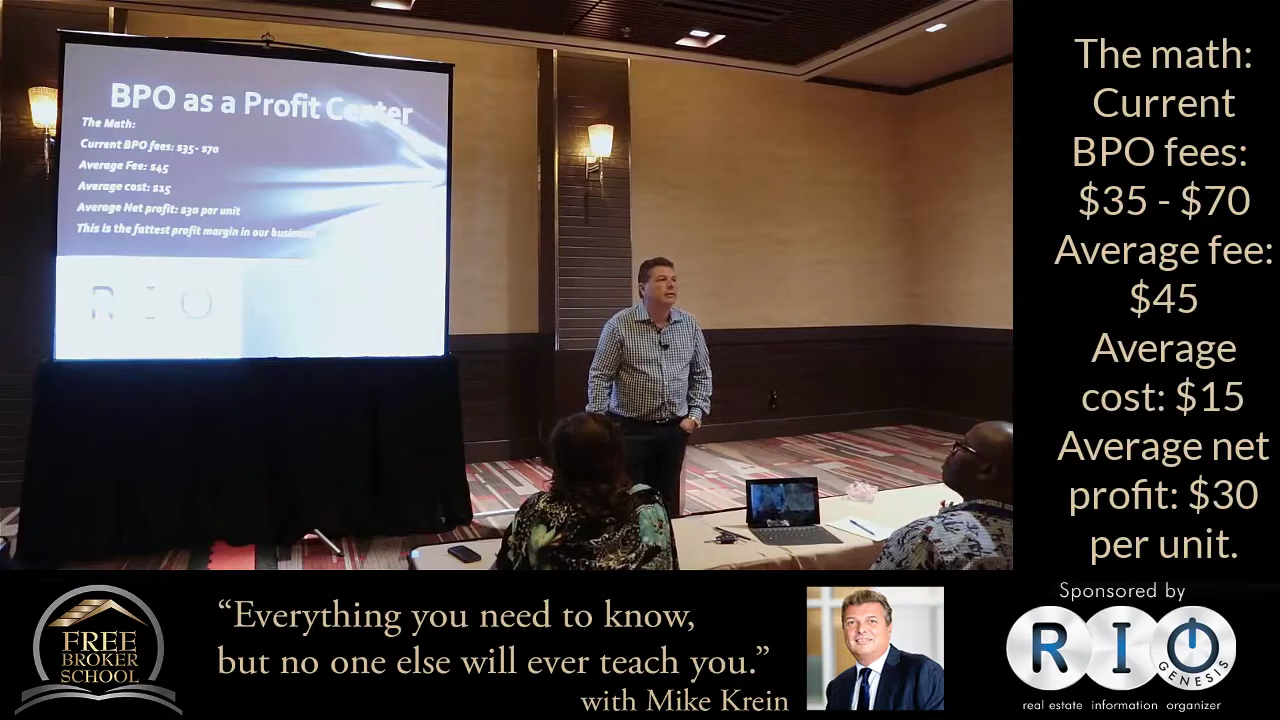 BPO as a Profit Center
The Math:
Current BPO fees: $35- $70
Average Fee: $45
Average cost: $15
Average Net profit: $30 per unit
This is the fattest profit margin in our business
R I O
The math:
Current
BPO fees:
$35 - $70
Average fee:
$45
Average
cost: $15
Average net
profit: $30
per unit.
FREE
BROKER
SCHOOL
“Everything you need to know,
but no one else will ever teach you.”
with Mike Krein
Sponsored by
R I O
GENESIS
real estate information organizer